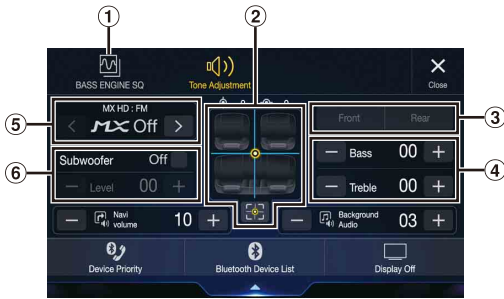 1
2
BASS ENGINE SQ
Tone Adjustment
Close
5
MX HD : FM
< MX Off >
3
Front Rear
6
Subwoofer Off
− Level 00 +
4
− Bass 00 +
− Treble 00 +
− Navi volume 10 +
− Background Audio 03 +
Device Priority
Bluetooth Device List
Display Off